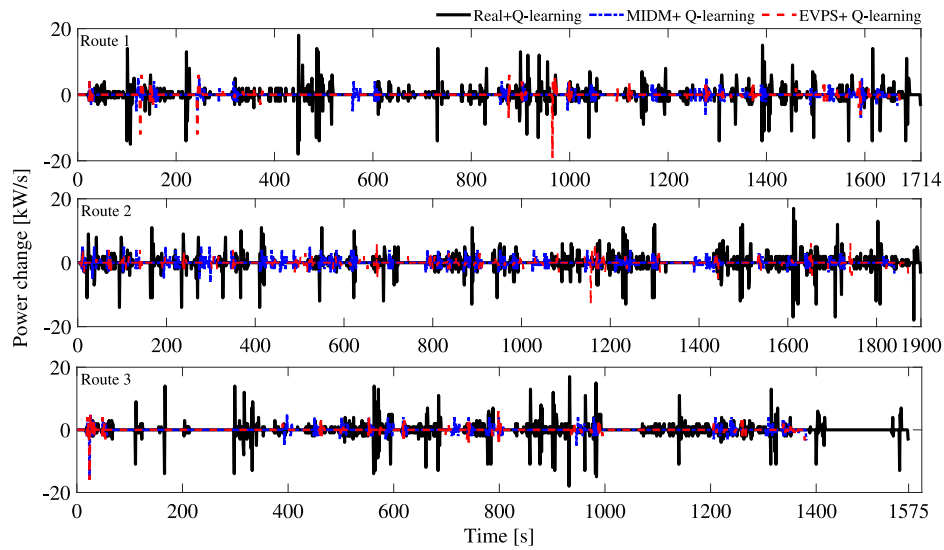 Real+Q-learning MIDM+ Q-learning EVPS+ Q-learning
Route 1
20
0
-20
0 200 400 600 800 1000 1200 1400 1600 1714
Route 2
20
0
-20
0 200 400 600 800 1000 1200 1400 1600 1800 1900
Power change [kW/s]
Route 3
20
0
-20
0 200 400 600 800 1000 1200 1400 1575
Time [s]